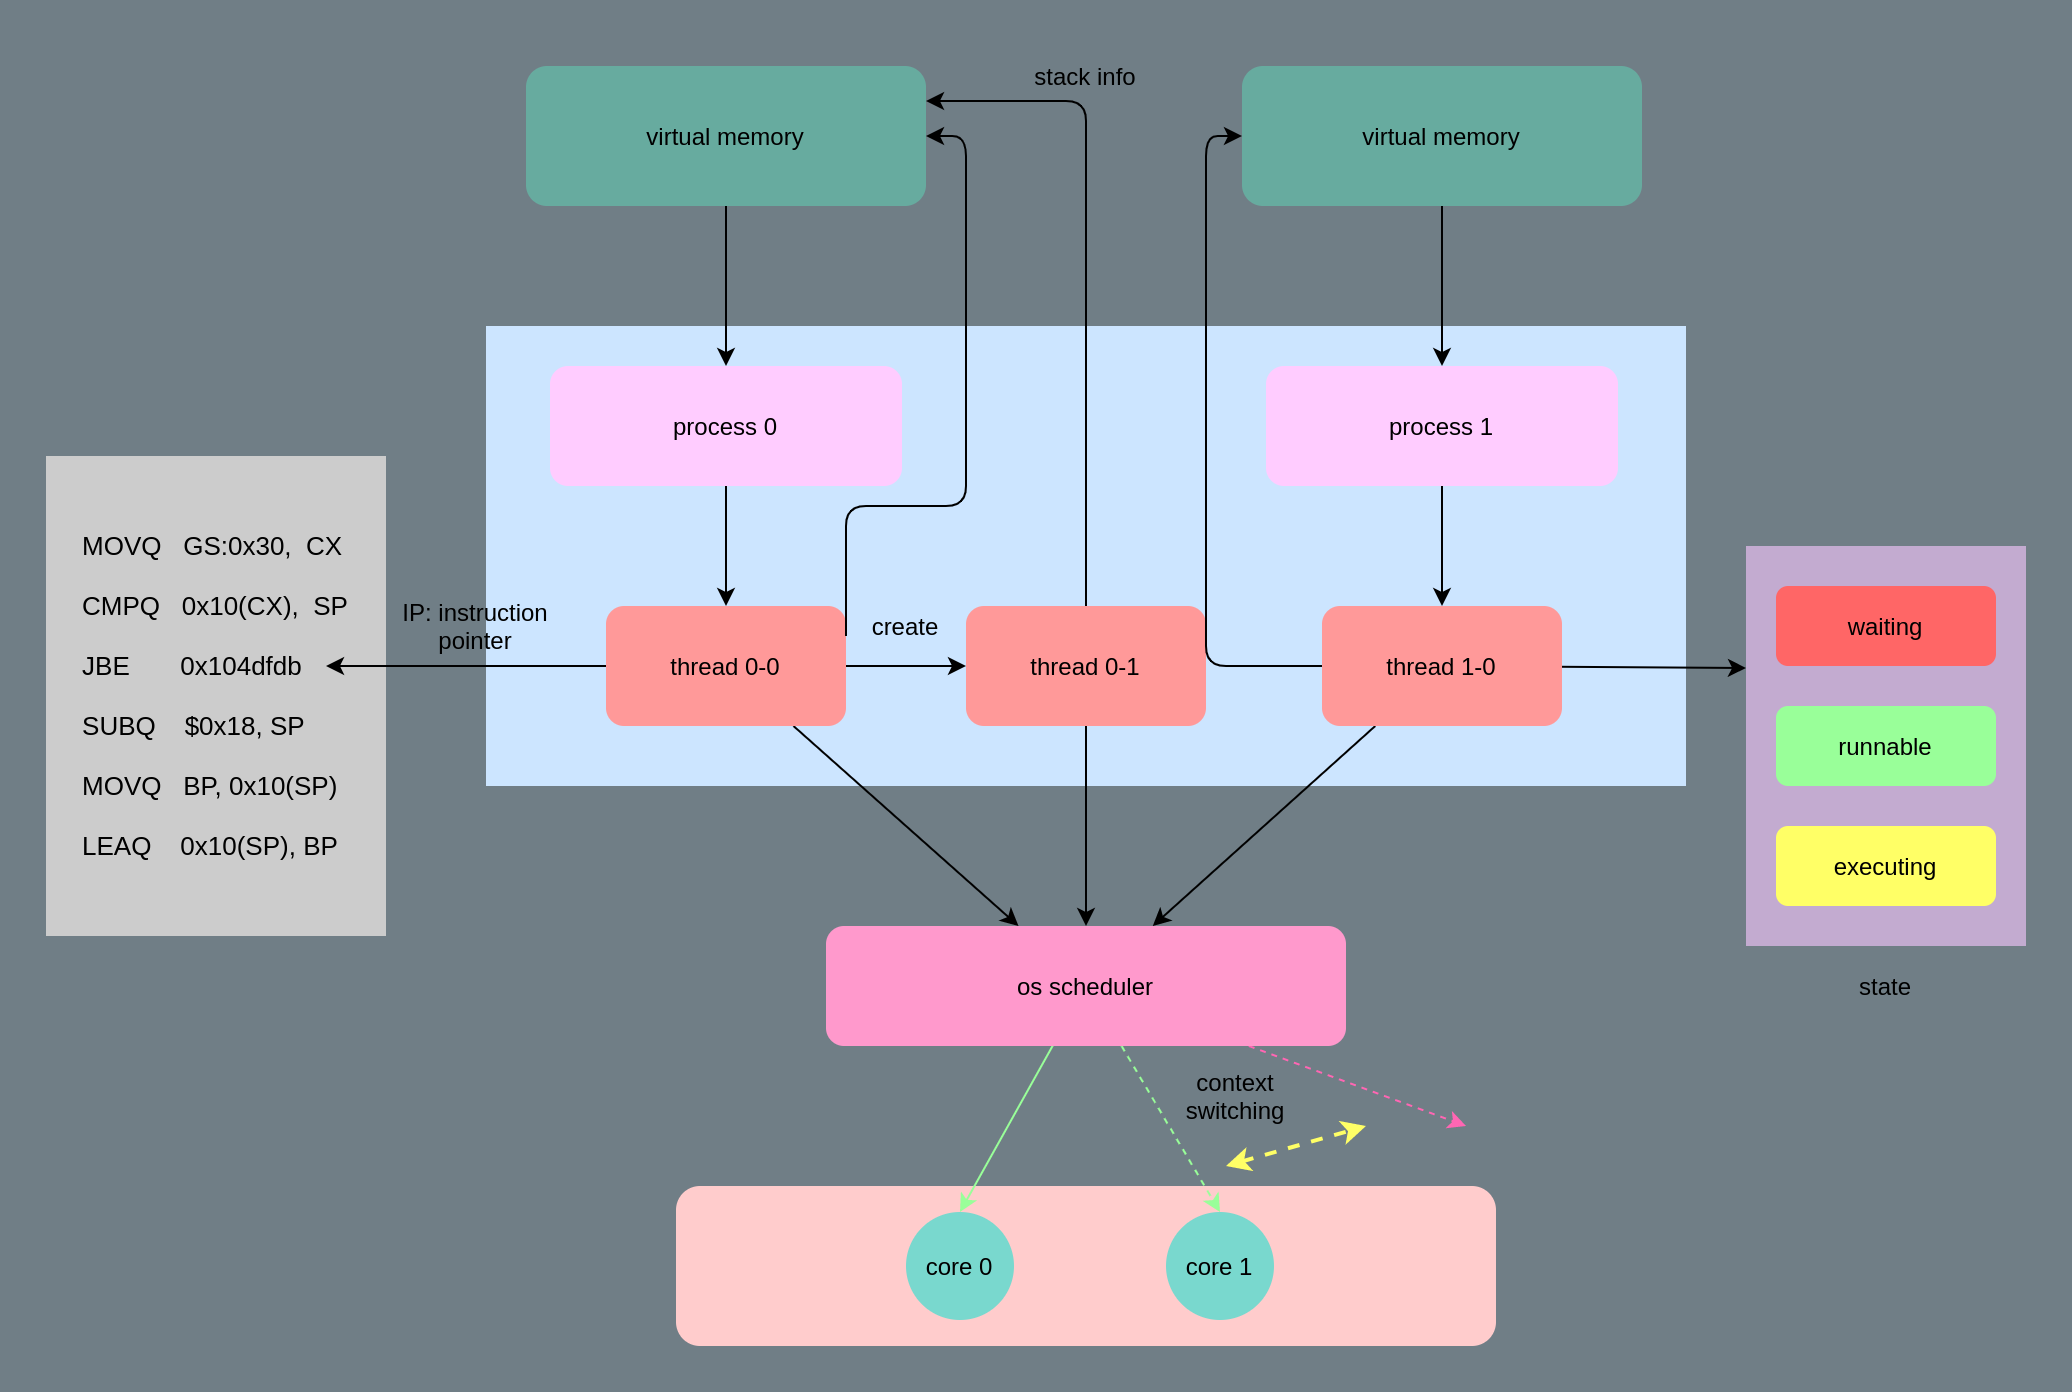 stack info
virtual memory
virtual memory
process 0
process 1
MOVQ   GS:0x30,  CX
CMPQ   0x10(CX),  SP
JBE       0x104dfdb
SUBQ    $0x18, SP
MOVQ   BP, 0x10(SP)
LEAQ    0x10(SP), BP
IP: instruction
pointer
create
thread 0-0
thread 0-1
thread 1-0
waiting
runnable
executing
state
os scheduler
context
switching
core 0
core 1